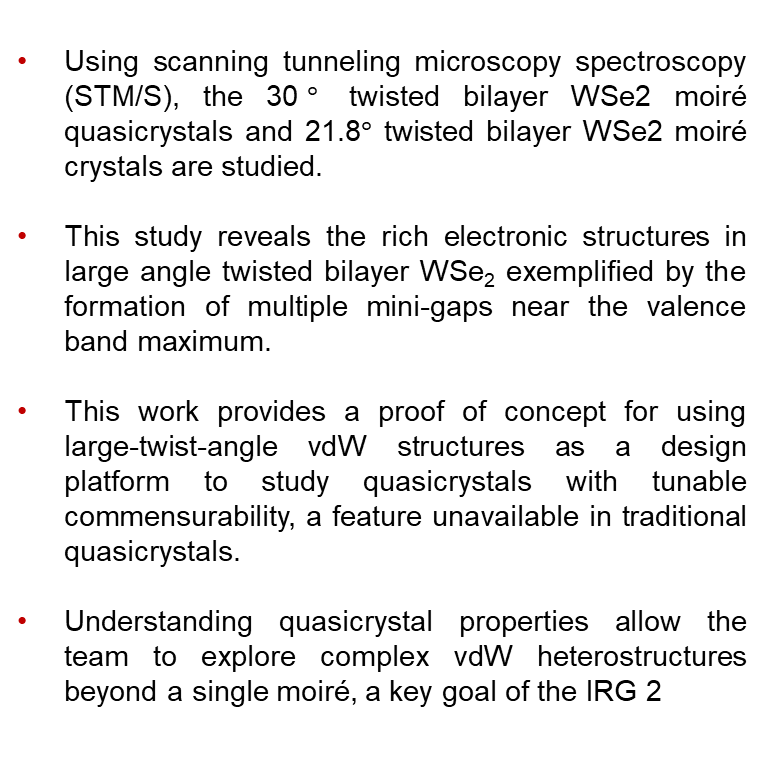 • Using scanning tunneling microscopy spectroscopy
(STM/S), the 30 ° twisted bilayer WSe2 moiré
quasicrystals and 21.8° twisted bilayer WSe2 moiré
crystals are studied.
• This study reveals the rich electronic structures in
large angle twisted bilayer WSe₂ exemplified by the
formation of multiple mini-gaps near the valence
band maximum.
• This work provides a proof of concept for using
large-twist-angle vdW structures as a design
platform to study quasicrystals with tunable
commensurability, a feature unavailable in traditional
quasicrystals.
• Understanding quasicrystal properties allow the
team to explore complex vdW heterostructures
beyond a single moiré, a key goal of the IRG 2